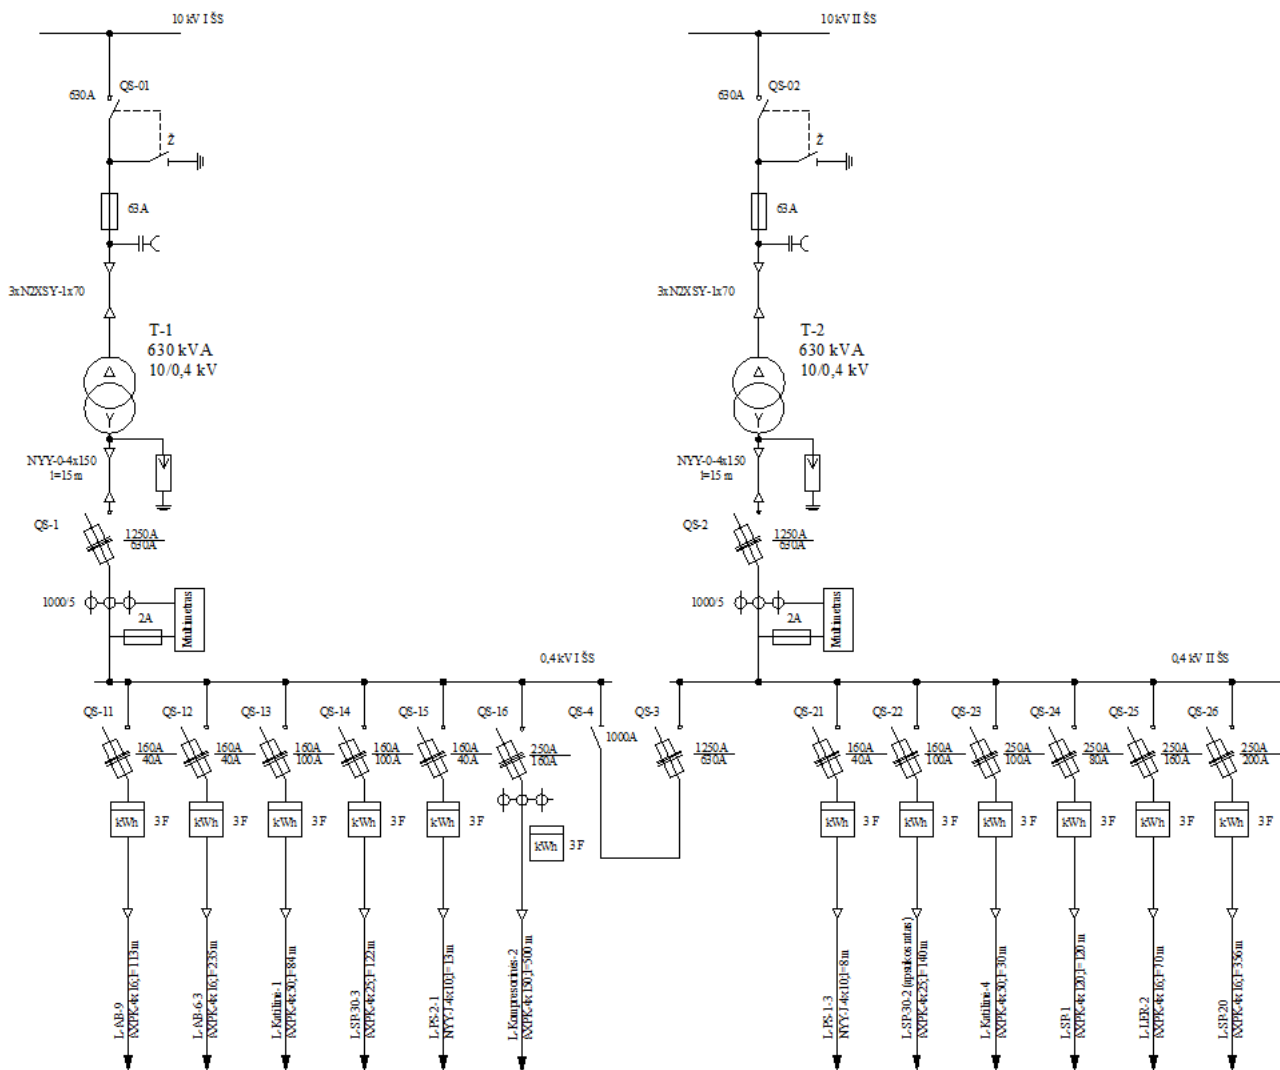 10 kV I ŠS
10 kV II ŠS
QS-01
630A
QS-02
630A
Ž
Ž
63A
63A
3xN2XSY-1x70
3xN2XSY-1x70
T-1
630 kVA
10/0,4 kV
T-2
630 kVA
10/0,4 kV
NYY-0-4x150
l=15 m
NYY-0-4x150
l=15 m
QS-1
1250A
630A
QS-2
1250A
630A
1000/5
2A
Multimetras
1000/5
2A
Multimetras
0,4 kV I ŠS
0,4 kV II ŠS
QS-11
QS-12
QS-13
QS-14
QS-15
QS-16
QS-4
QS-3
QS-21
QS-22
QS-23
QS-24
QS-25
QS-26
160A
40A
160A
40A
160A
100A
160A
100A
160A
40A
250A
160A
1000A
1250A
630A
160A
40A
160A
100A
250A
100A
250A
80A
250A
160A
250A
200A
kWh
3 F
kWh
3 F
kWh
3 F
kWh
3 F
kWh
3 F
kWh
3 F
kWh
3 F
kWh
3 F
kWh
3 F
kWh
3 F
kWh
3 F
kWh
3 F
L-AB-9
AXPK-4x16; l=113 m
L-AB-6-3
AXPK-4x16; l=235 m
L-Katilinė-1
AXPK-4x50; l=84 m
L-SP-30-3
AXPK-4x25; l=122 m
L-PS-2-1
NYY-J-4x10; l=13 m
L-Kompresorinės-2
AXPK-4x150; l=500 m
L-PS-1-3
NYY-J-4x10; l=8 m
L-SP-30-2 (apsaikos mtas)
AXPK-4x25; l=140 m
L-Katilinė-4
AXPK-4x50; l=30 m
L-SP-1
AXPK-4x120; l=120 m
L-LER-2
AXPK-4x16; l=70 m
L-SP-20
AXPK-4x16; l=356 m